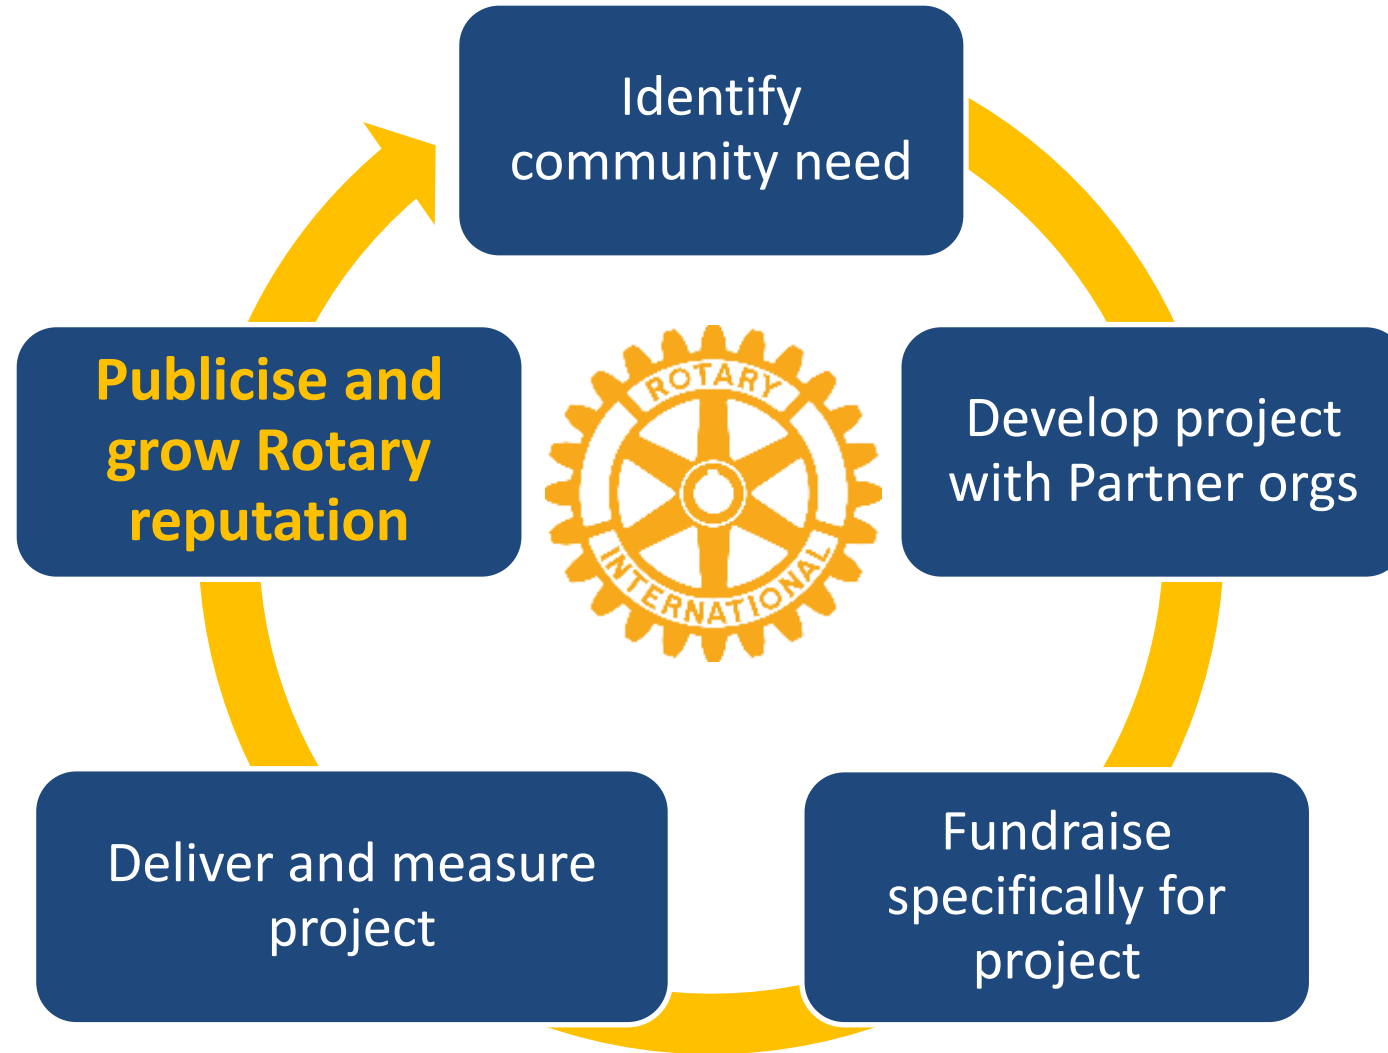 Identify
community need
Develop project
with Partner orgs
Fundraise
specifically for
project
Deliver and measure
project
Publicise and
grow Rotary
reputation
ROTARY
INTERNATIONAL